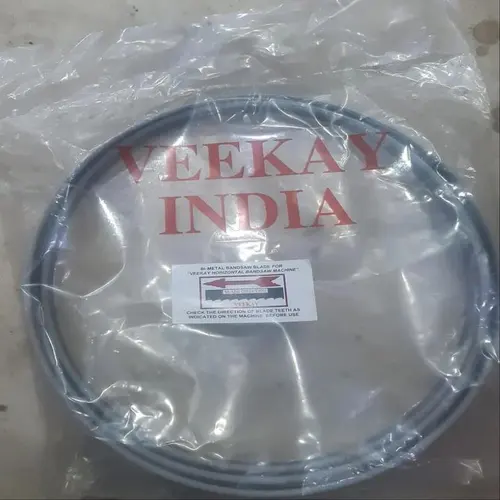 VEEKAY
INDIA
BI-METAL BANDSAW BLADE FOR
"VEEKAY HORIZONTAL BANDSAW MACHINE"
VEEKAY
CHECK THE DIRECTION OF BLADE TEETH AS
INDICATED ON THE MACHINE BEFORE USE